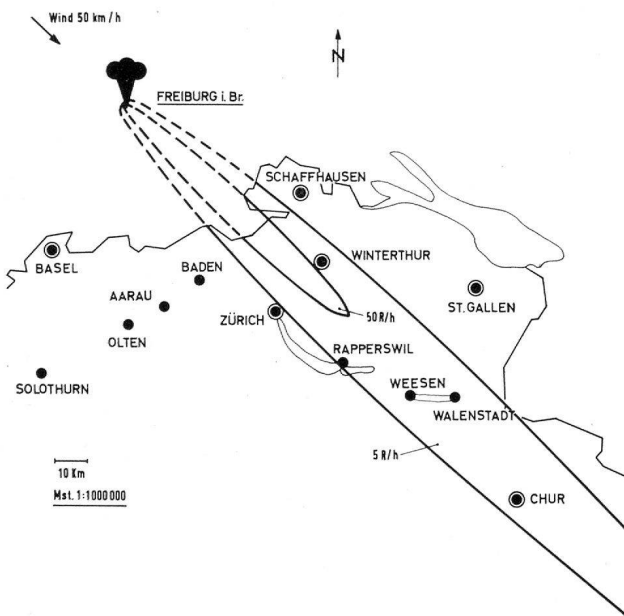 Wind 50 km/h
N
FREIBURG i. Br.
SCHAFFHAUSEN
BASEL
WINTERTHUR
BADEN
AARAU
ST. GALLEN
50 R/h
ZÜRICH
OLTEN
RAPPERSWIL
SOLOTHURN
WEESEN
WALENSTADT
5 R/h
10 Km
Mst. 1:1000 000
CHUR